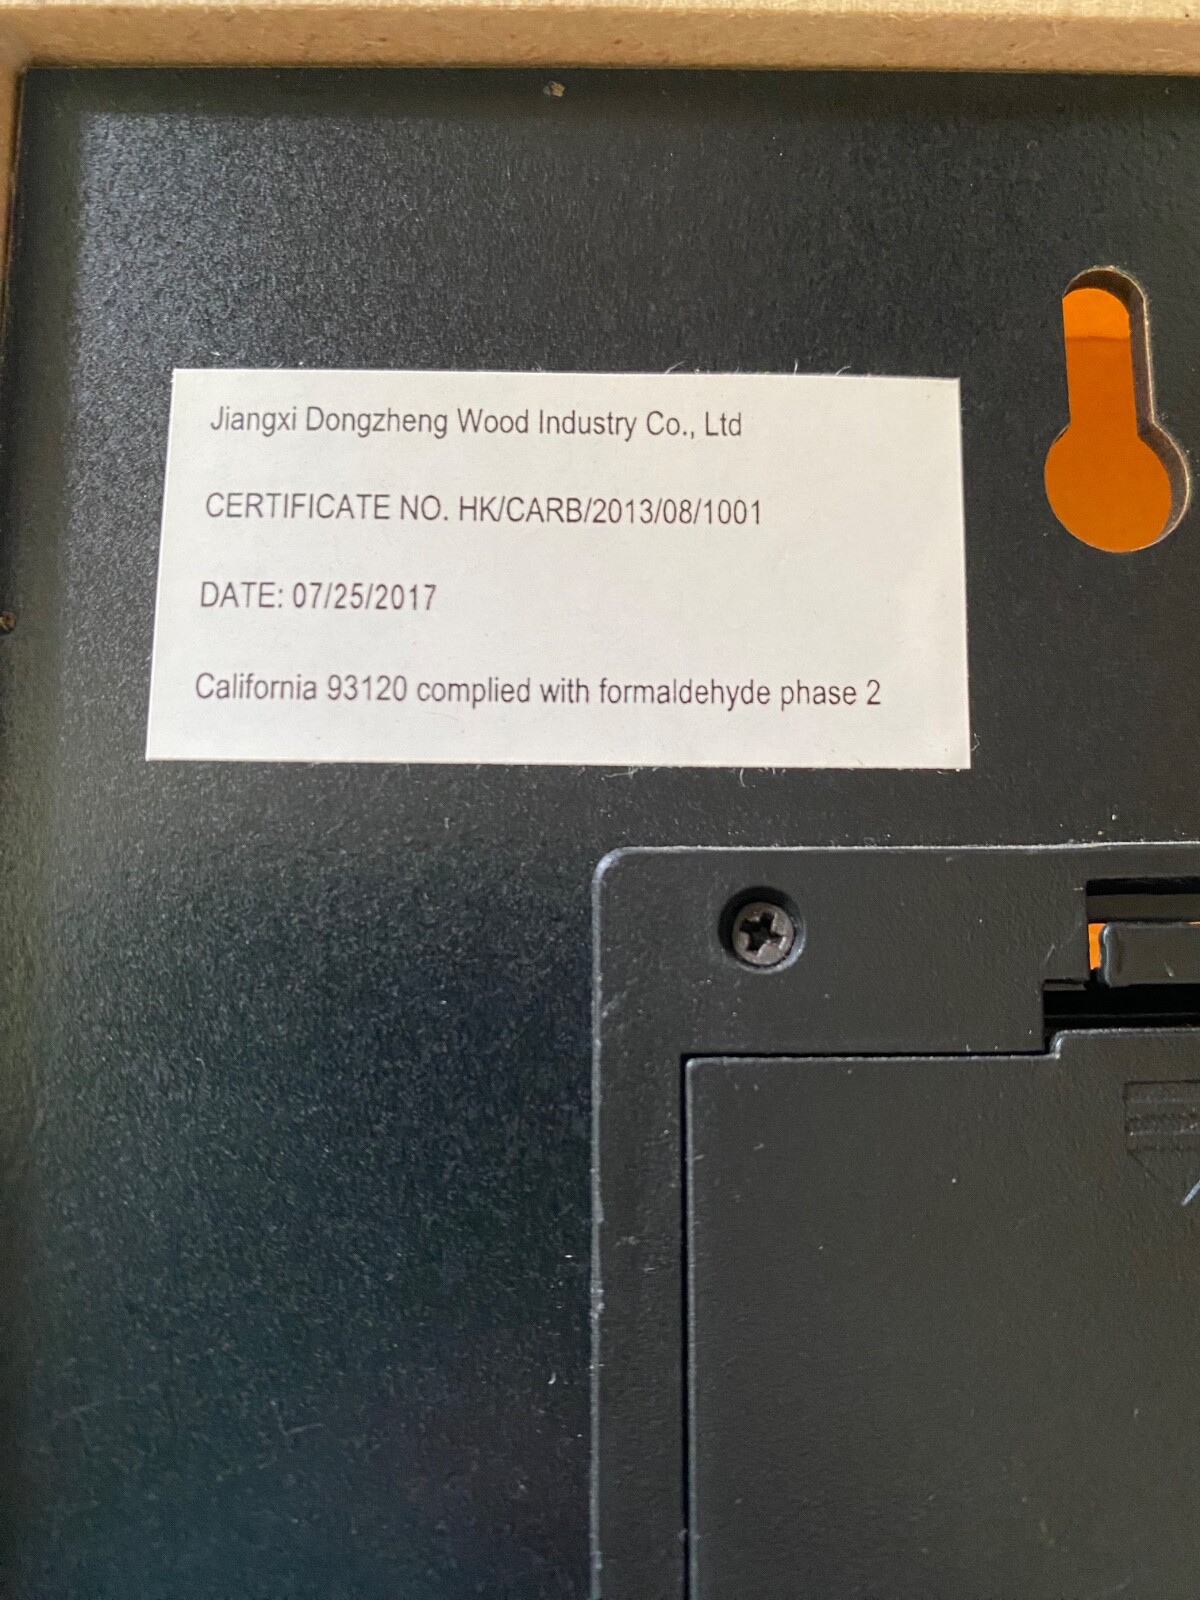 Jiangxi Dongzheng Wood Industry Co., Ltd
CERTIFICATE NO. HK/CARB/2013/08/1001
DATE: 07/25/2017
California 93120 complied with formaldehyde phase 2